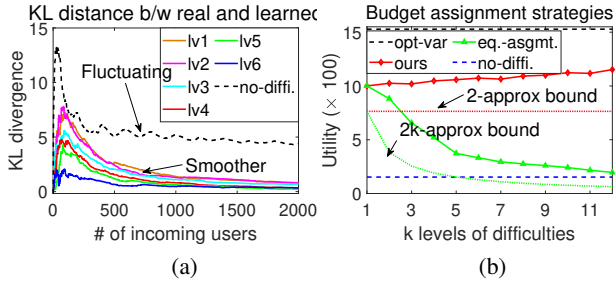 KL distance b/w real and learned
15
10
5
0
KL divergence
lv1
lv2
lv3
lv4
lv5
lv6
no-diffi.
Fluctuating
Smoother
0
500
1000
1500
2000
# of incoming users
(a)
Budget assignment strategies
15
10
5
0
Utility (× 100)
opt-var
ours
eq.-asgmt.
no-diffi.
2-approx bound
2k-approx bound
1
3
5
7
9
11
k levels of difficulties
(b)